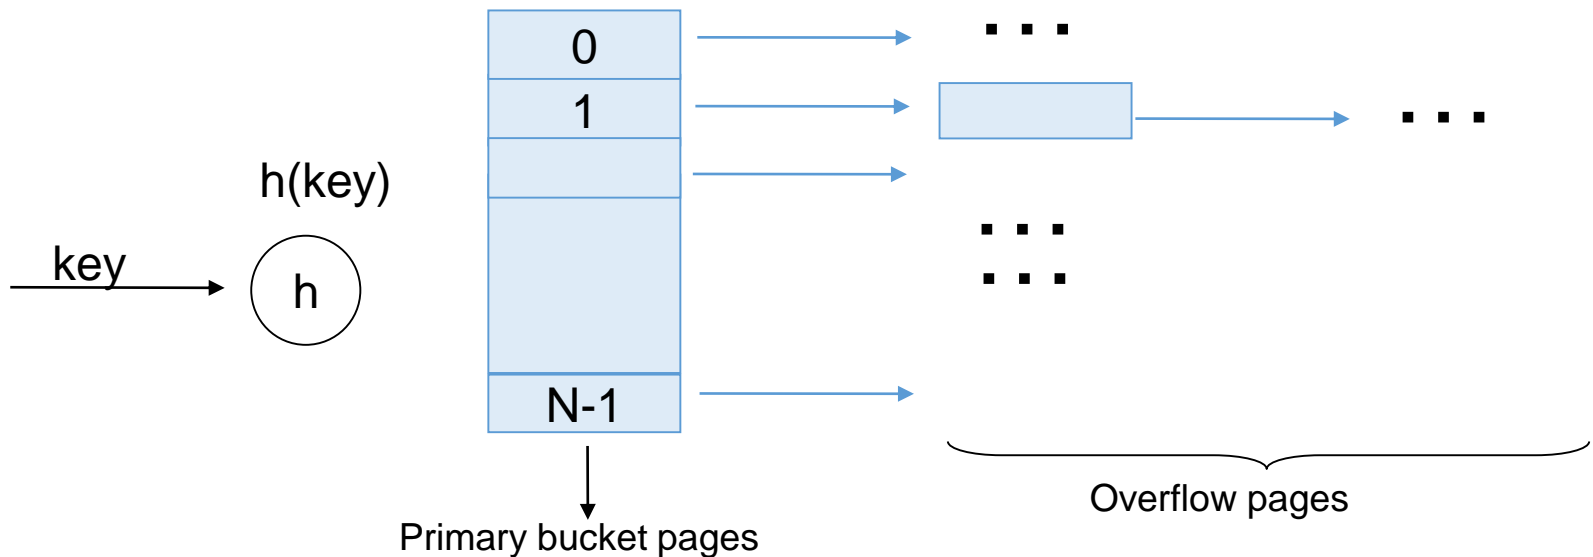 0
1
h(key)
key
h
N-1
Overflow pages
Primary bucket pages